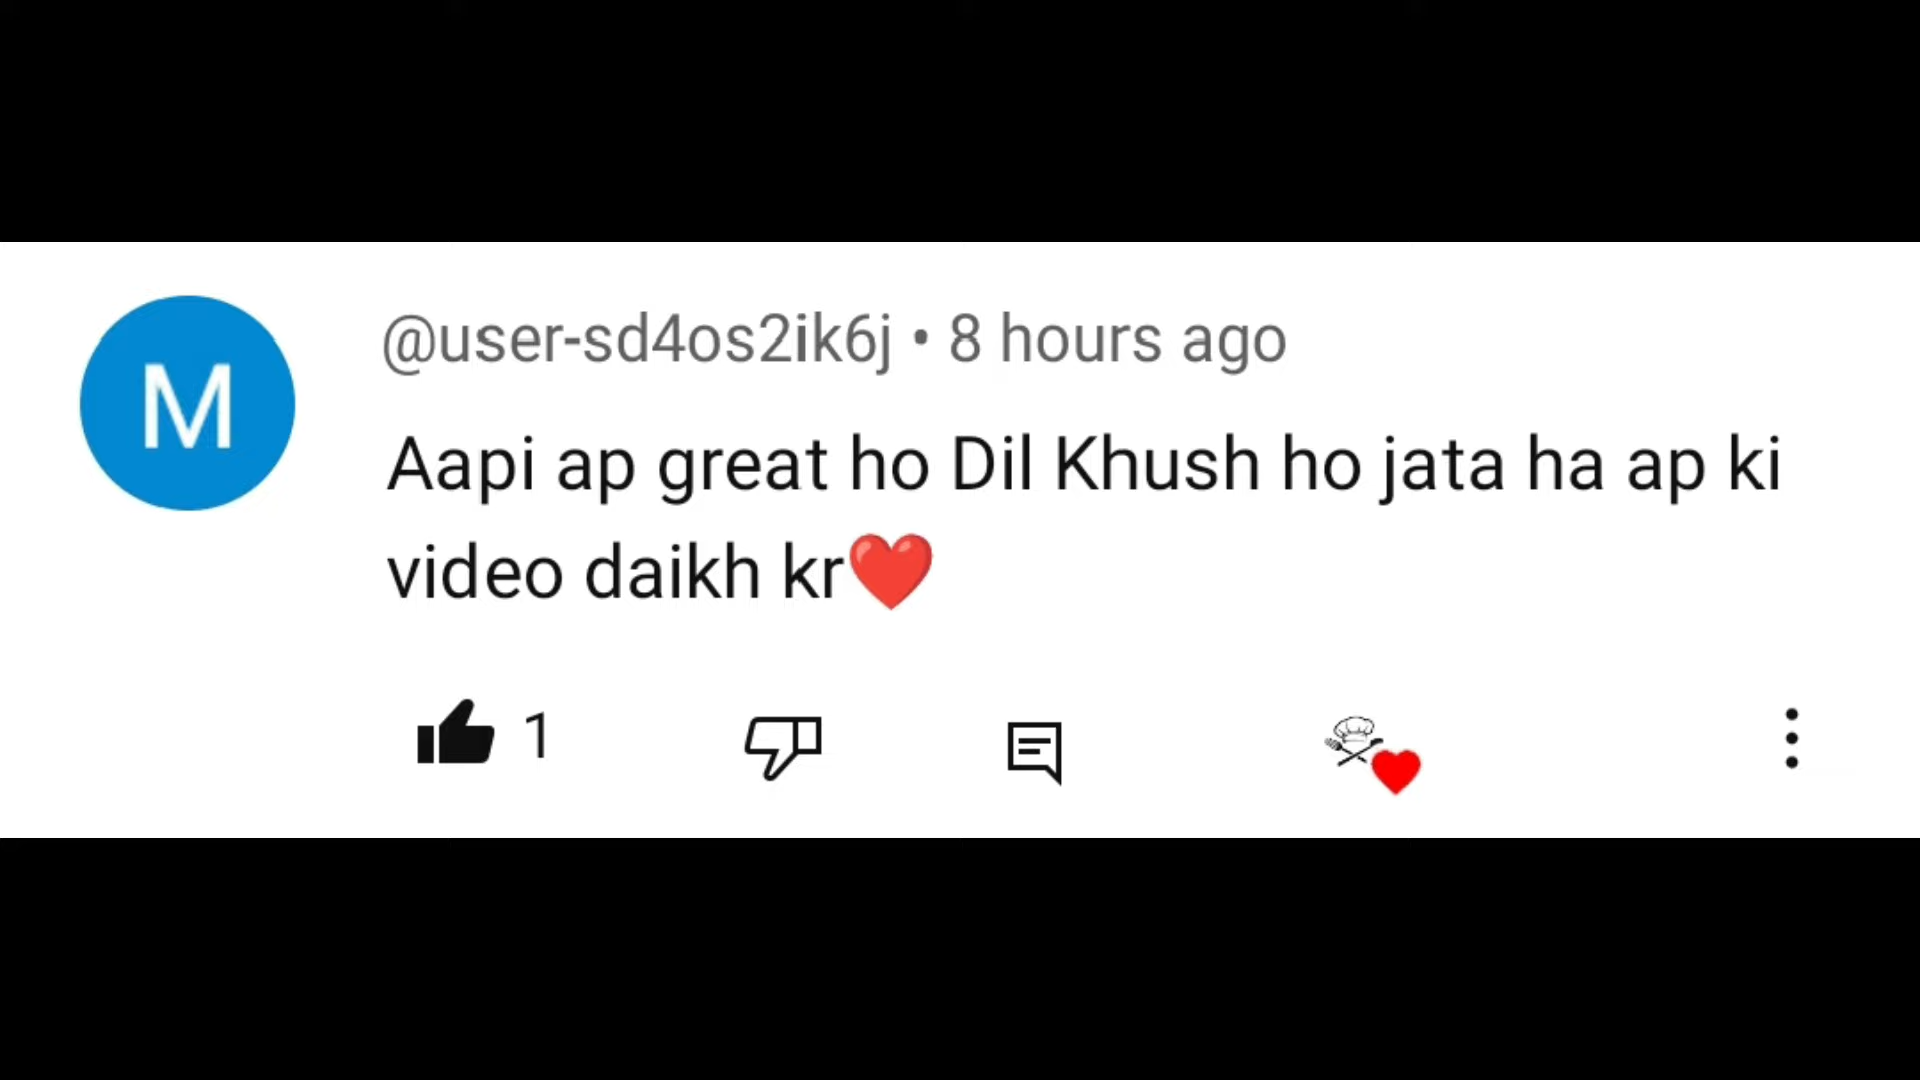 M
@user-sd4os2ik6j • 8 hours ago
Aapi ap great ho Dil Khush ho jata ha ap ki
video daikh kr❤️
1